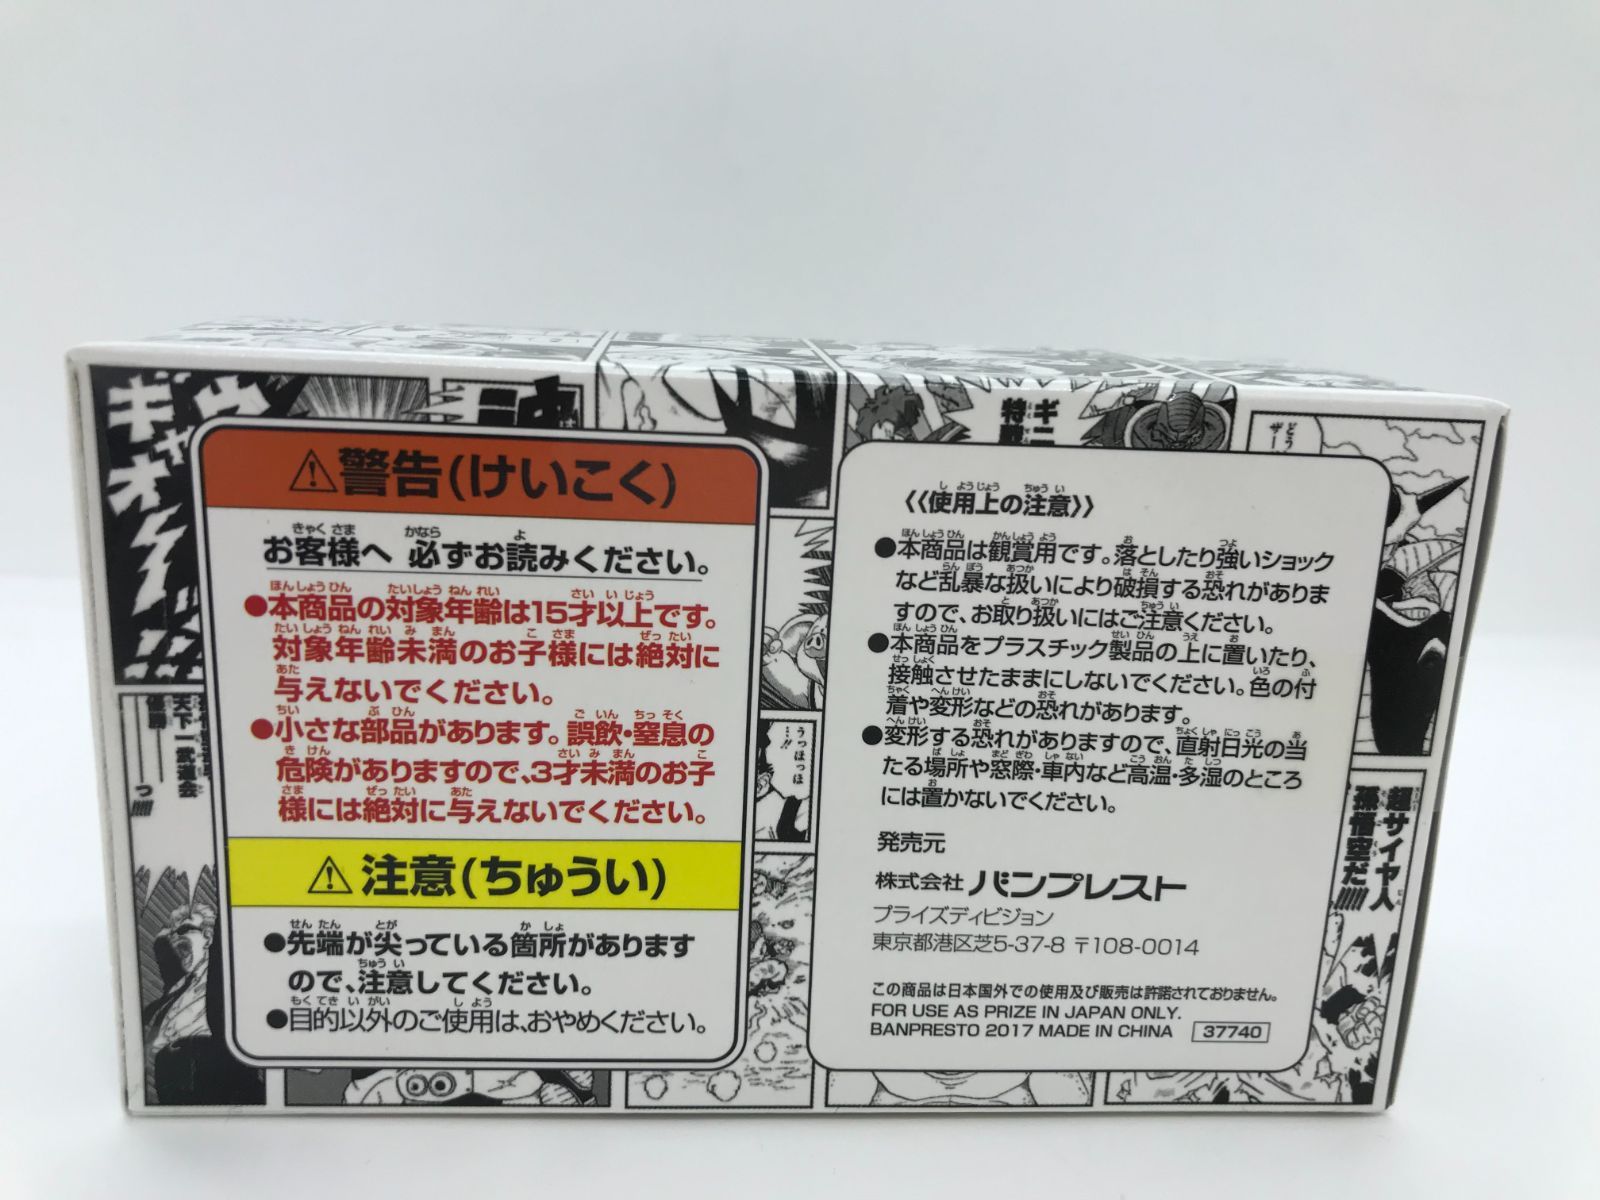 警告(けいこく)
お客様へ 必ずお読みください。
●本商品の対象年齢は15才以上です。
対象年齢未満のお子様には絶対に
与えないでください。
●小さな部品があります。誤飲・窒息の
危険がありますので、3才未満のお子
様には絶対に与えないでください。
注意(ちゅうい)
●先端が尖っている箇所があります
ので、注意してください。
●目的以外のご使用は、おやめください。
《使用上の注意》
●本商品は観賞用です。落としたり強いショック
など乱暴な扱いにより破損する恐れがありま
すので、お取り扱いにはご注意ください。
●本商品をプラスチック製品の上に置いたり、
接触させたままにしないでください。色の付
着や変形などの恐れがあります。
●変形する恐れがありますので、直射日光の当
たる場所や窓際・車内など高温・多湿のところ
には置かないでください。
発売元
株式会社 バンプレスト
プライズディビジョン
東京都港区芝5-37-8 〒108-0014
この商品は日本国外での使用及び販売は許諾されておりません。
FOR USE AS PRIZE IN JAPAN ONLY.
BANPRESTO 2017 MADE IN CHINA 37740
天下一武道会
うっほっほ
…!!
超サイヤ人
孫悟空だ!!!!!